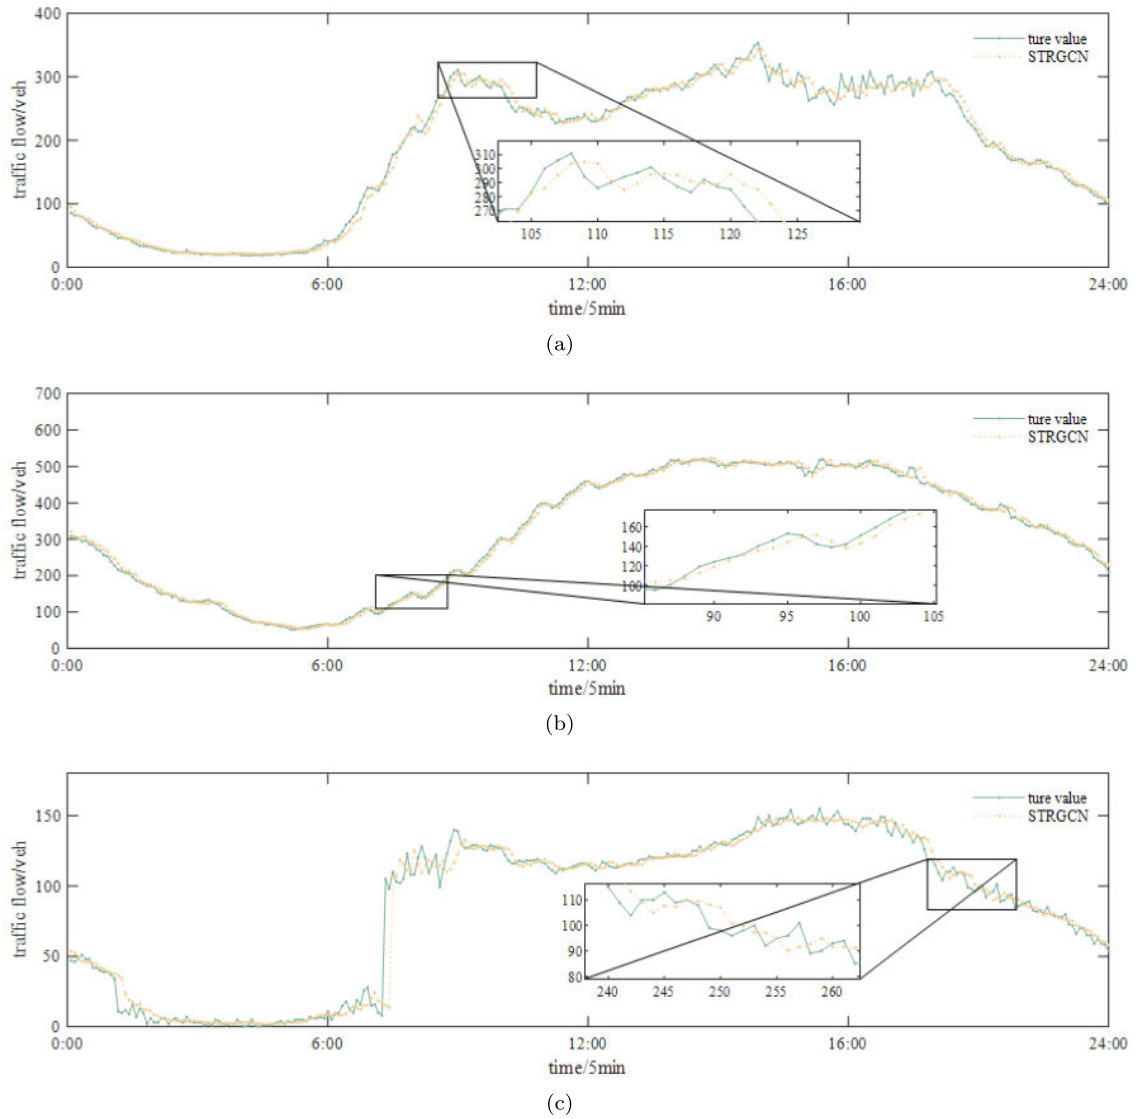 400
300
200
100
0
traffic flow/veh
ture value
STRGCN
310
300
290
280
270
105 110 115 120 125
0:00 6:00 12:00 16:00 24:00
time/5min
(a)
700
600
500
400
300
200
100
0
traffic flow/veh
ture value
STRGCN
160
140
120
100
90 95 100 105
0:00 6:00 12:00 16:00 24:00
time/5min
(b)
150
100
50
0
traffic flow/veh
ture value
STRGCN
110
100
90
80
240 245 250 255 260
0:00 6:00 12:00 16:00 24:00
time/5min
(c)